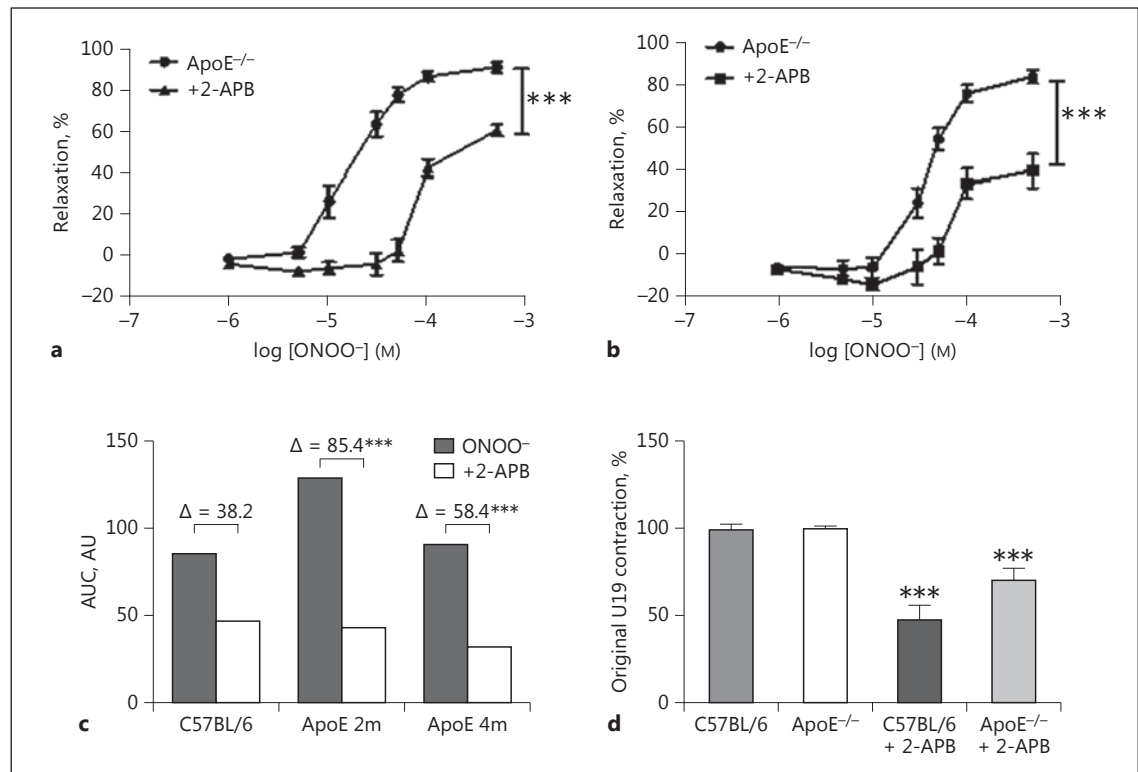 100
80
60
40
20
0
–20
Relaxation, %
ApoE–/–
+2-APB
***
–7
–6
–5
–4
–3
log [ONOO–] (M)
a
100
80
60
40
20
0
–20
Relaxation, %
ApoE–/–
+2-APB
***
–7
–6
–5
–4
–3
log [ONOO–] (M)
b
150
100
50
0
AUC, AU
ONOO–
+2-APB
Δ = 38.2
Δ = 85.4***
Δ = 58.4***
C57BL/6
ApoE 2m
ApoE 4m
c
150
100
50
0
Original U19 contraction, %
***
***
C57BL/6
ApoE–/–
C57BL/6
+ 2-APB
ApoE–/–
+ 2-APB
d